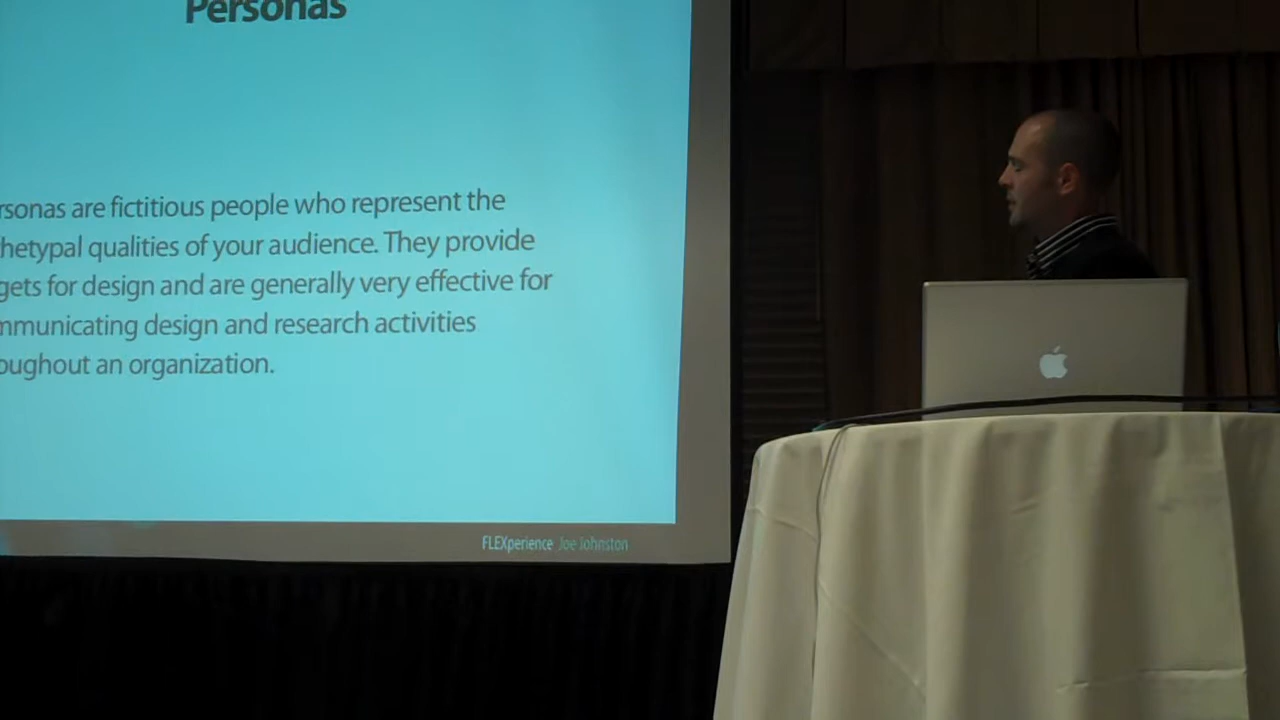 Personas
rsonas are fictitious people who represent the
hetypal qualities of your audience. They provide
gets for design and are generally very effective for
mmunicating design and research activities
oughout an organization.
FLEXperience Joe Johnston